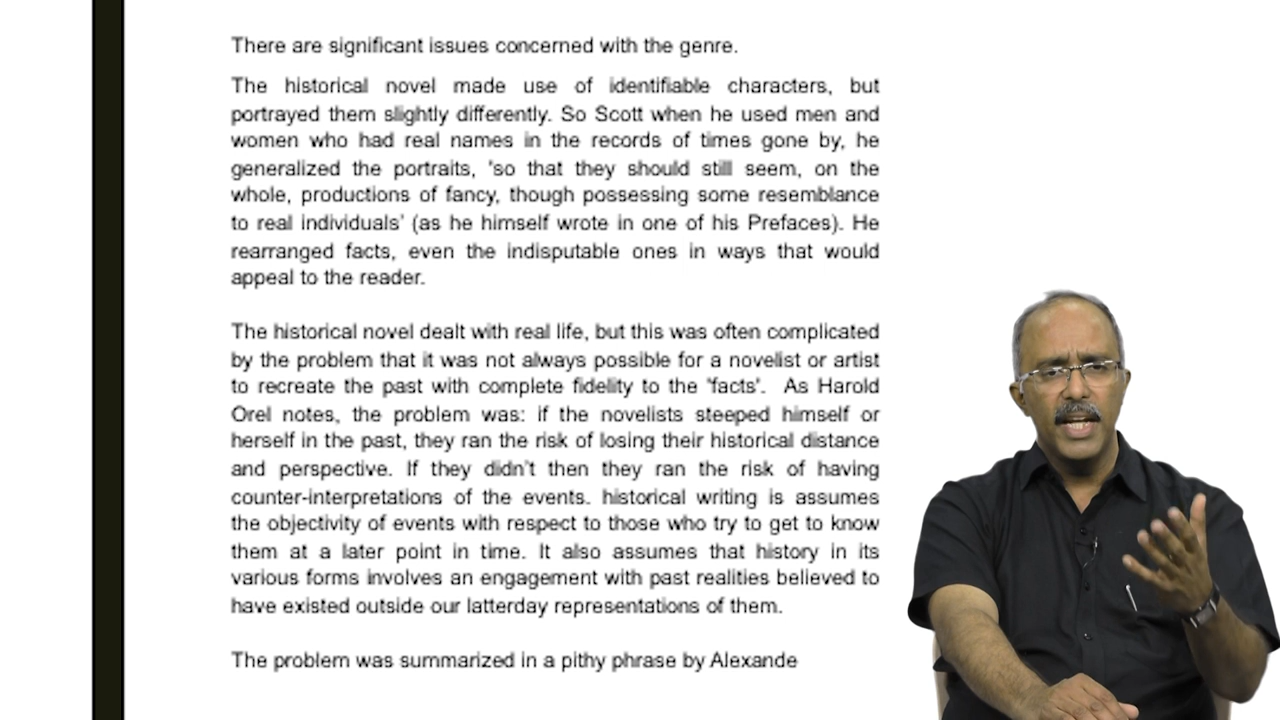 There are significant issues concerned with the genre.
The historical novel made use of identifiable characters, but
portrayed them slightly differently. So Scott when he used men and
women who had real names in the records of times gone by, he
generalized the portraits, 'so that they should still seem, on the
whole, productions of fancy, though possessing some resemblance
to real individuals' (as he himself wrote in one of his Prefaces). He
rearranged facts, even the indisputable ones in ways that would
appeal to the reader.
The historical novel dealt with real life, but this was often complicated
by the problem that it was not always possible for a novelist or artist
to recreate the past with complete fidelity to the 'facts'. As Harold
Orel notes, the problem was: if the novelists steeped himself or
herself in the past, they ran the risk of losing their historical distance
and perspective. If they didn't then they ran the risk of having
counter-interpretations of the events. historical writing is assumes
the objectivity of events with respect to those who try to get to know
them at a later point in time. It also assumes that history in its
various forms involves an engagement with past realities believed to
have existed outside our latterday representations of them.
The problem was summarized in a pithy phrase by Alexande